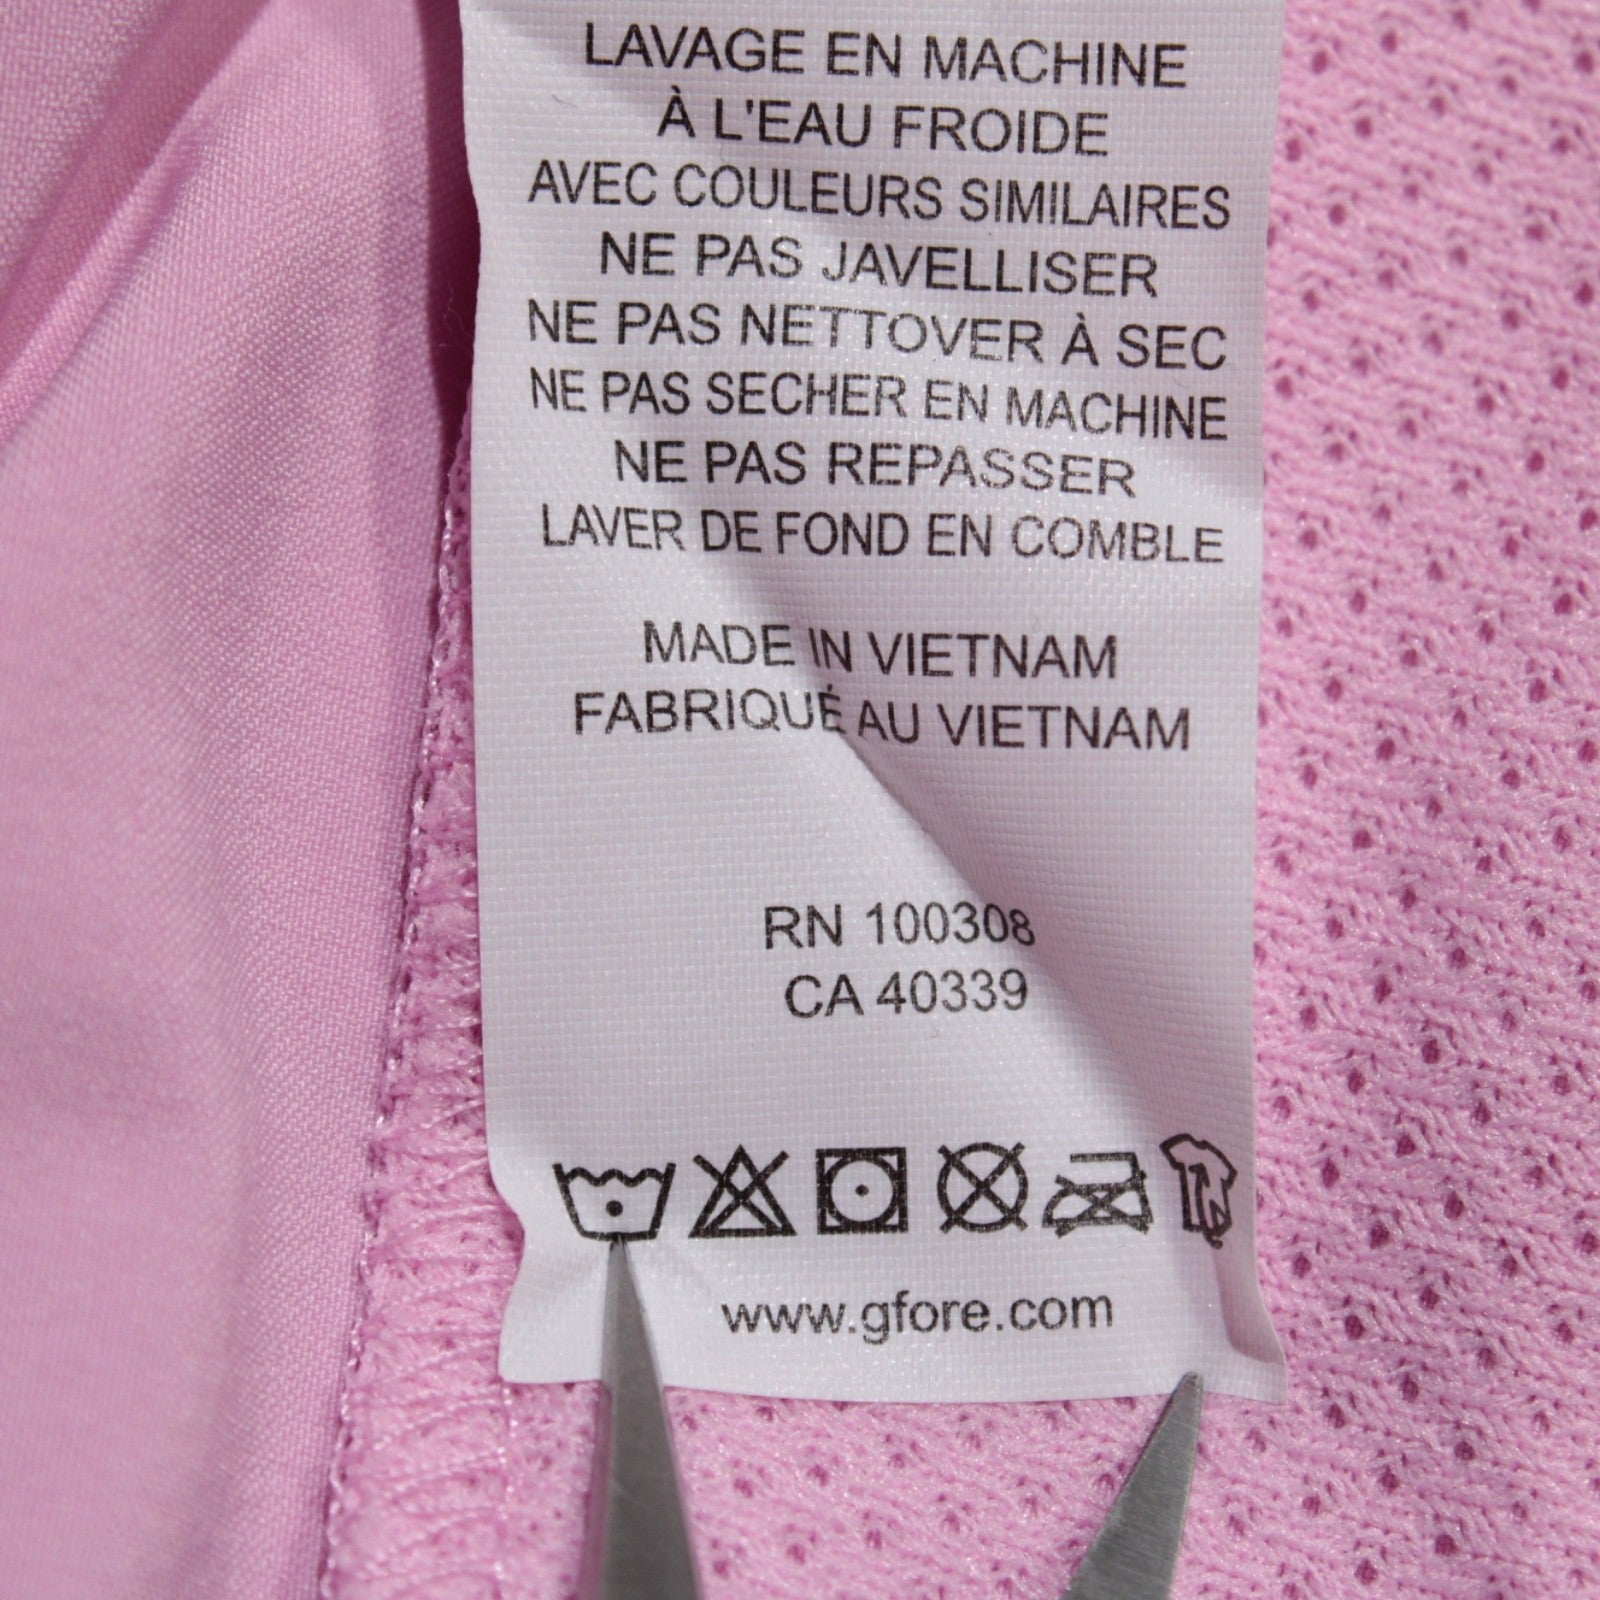 LAVAGE EN MACHINE
À L'EAU FROIDE
AVEC COULEURS SIMILAIRES
NE PAS JAVELLISER
NE PAS NETTOVER À SEC
NE PAS SECHER EN MACHINE
NE PAS REPASSER
LAVER DE FOND EN COMBLE
MADE IN VIETNAM
FABRIQUÉ AU VIETNAM
RN 100308
CA 40339
www.gfore.com